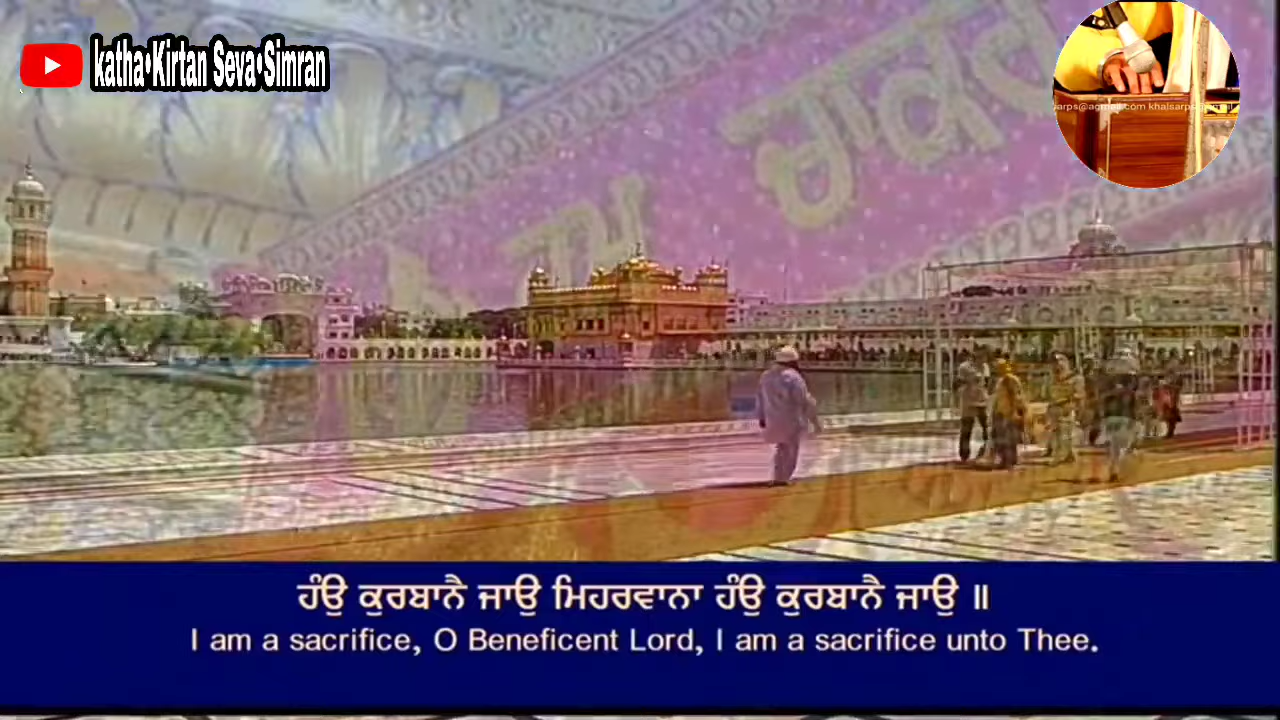 katha•Kirtan Seva•Simran
ਹੰਉ ਕੁਰਬਾਨੈ ਜਾਉ ਮਿਹਰਵਾਨਾ ਹੰਉ ਕੁਰਬਾਨੈ ਜਾਉ ॥
I am a sacrifice, O Beneficent Lord, I am a sacrifice unto Thee.